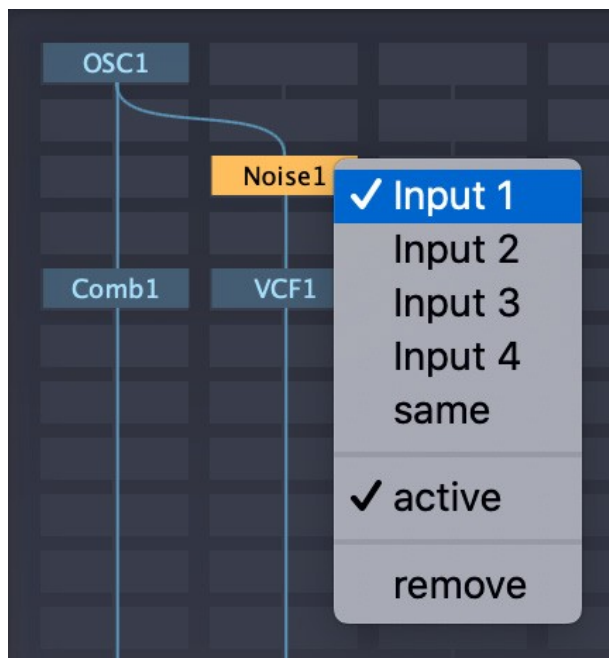 OSC1
Noise1
Comb1
VCF1
✓ Input 1
Input 2
Input 3
Input 4
same
✓ active
remove